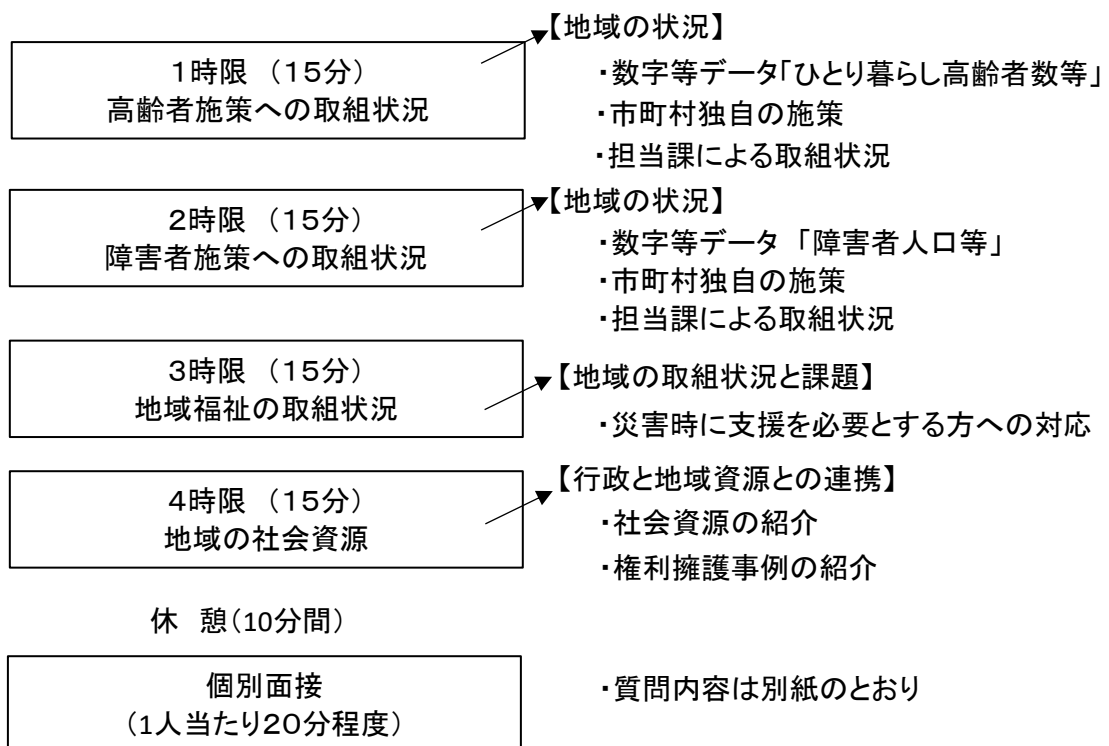 1時限 (15分)
高齢者施策への取組状況
【地域の状況】
・数字等データ「ひとり暮らし高齢者数等」
・市町村独自の施策
・担当課による取組状況
2時限 (15分)
障害者施策への取組状況
【地域の状況】
・数字等データ 「障害者人口等」
・市町村独自の施策
・担当課による取組状況
3時限 (15分)
地域福祉の取組状況
【地域の取組状況と課題】
・災害時に支援を必要とする方への対応
4時限 (15分)
地域の社会資源
【行政と地域資源との連携】
・社会資源の紹介
・権利擁護事例の紹介
休 憩(10分間)
個別面接
(1人当たり20分程度)
・質問内容は別紙のとおり